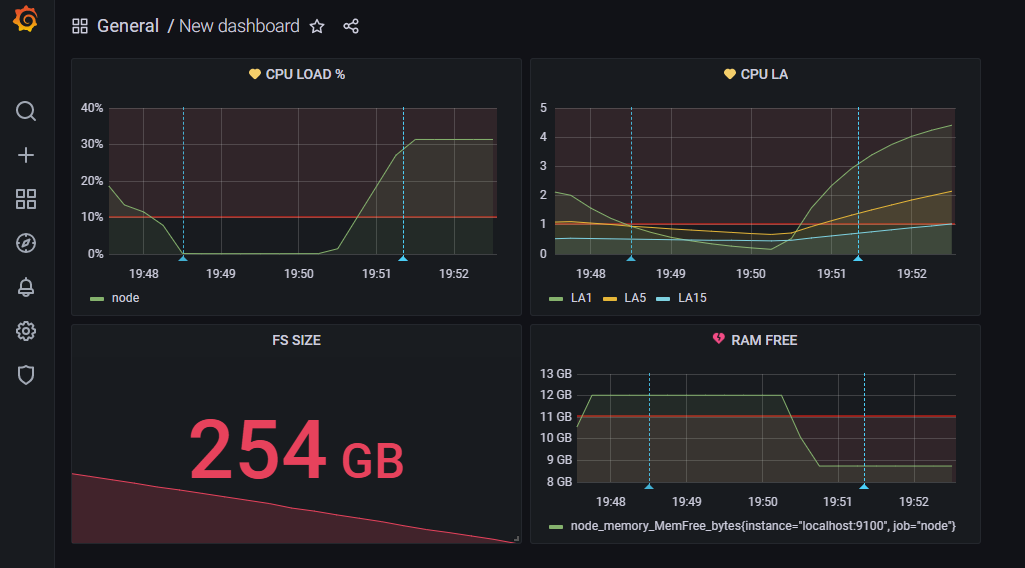 General / New dashboard
CPU LOAD %
40%
30%
20%
10%
0%
19:48 19:49 19:50 19:51 19:52
node
CPU LA
5
4
3
2
1
0
19:48 19:49 19:50 19:51 19:52
LA1 LA5 LA15
FS SIZE
254 GB
RAM FREE
13 GB
12 GB
11 GB
10 GB
9 GB
8 GB
19:48 19:49 19:50 19:51 19:52
node_memory_MemFree_bytes{instance="localhost:9100", job="node"}